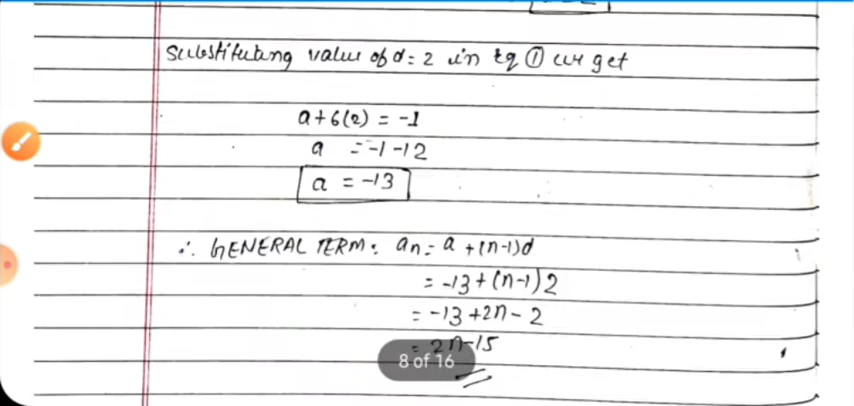 Substituting value of d = 2 in Eq ① we get
a + 6(2) = -1
a = -1 - 12
a = -13
∴ GENERAL TERM: an = a + (n-1)d
= -13 + (n-1)2
= -13 + 2n - 2
= 2n - 15
8 of 16